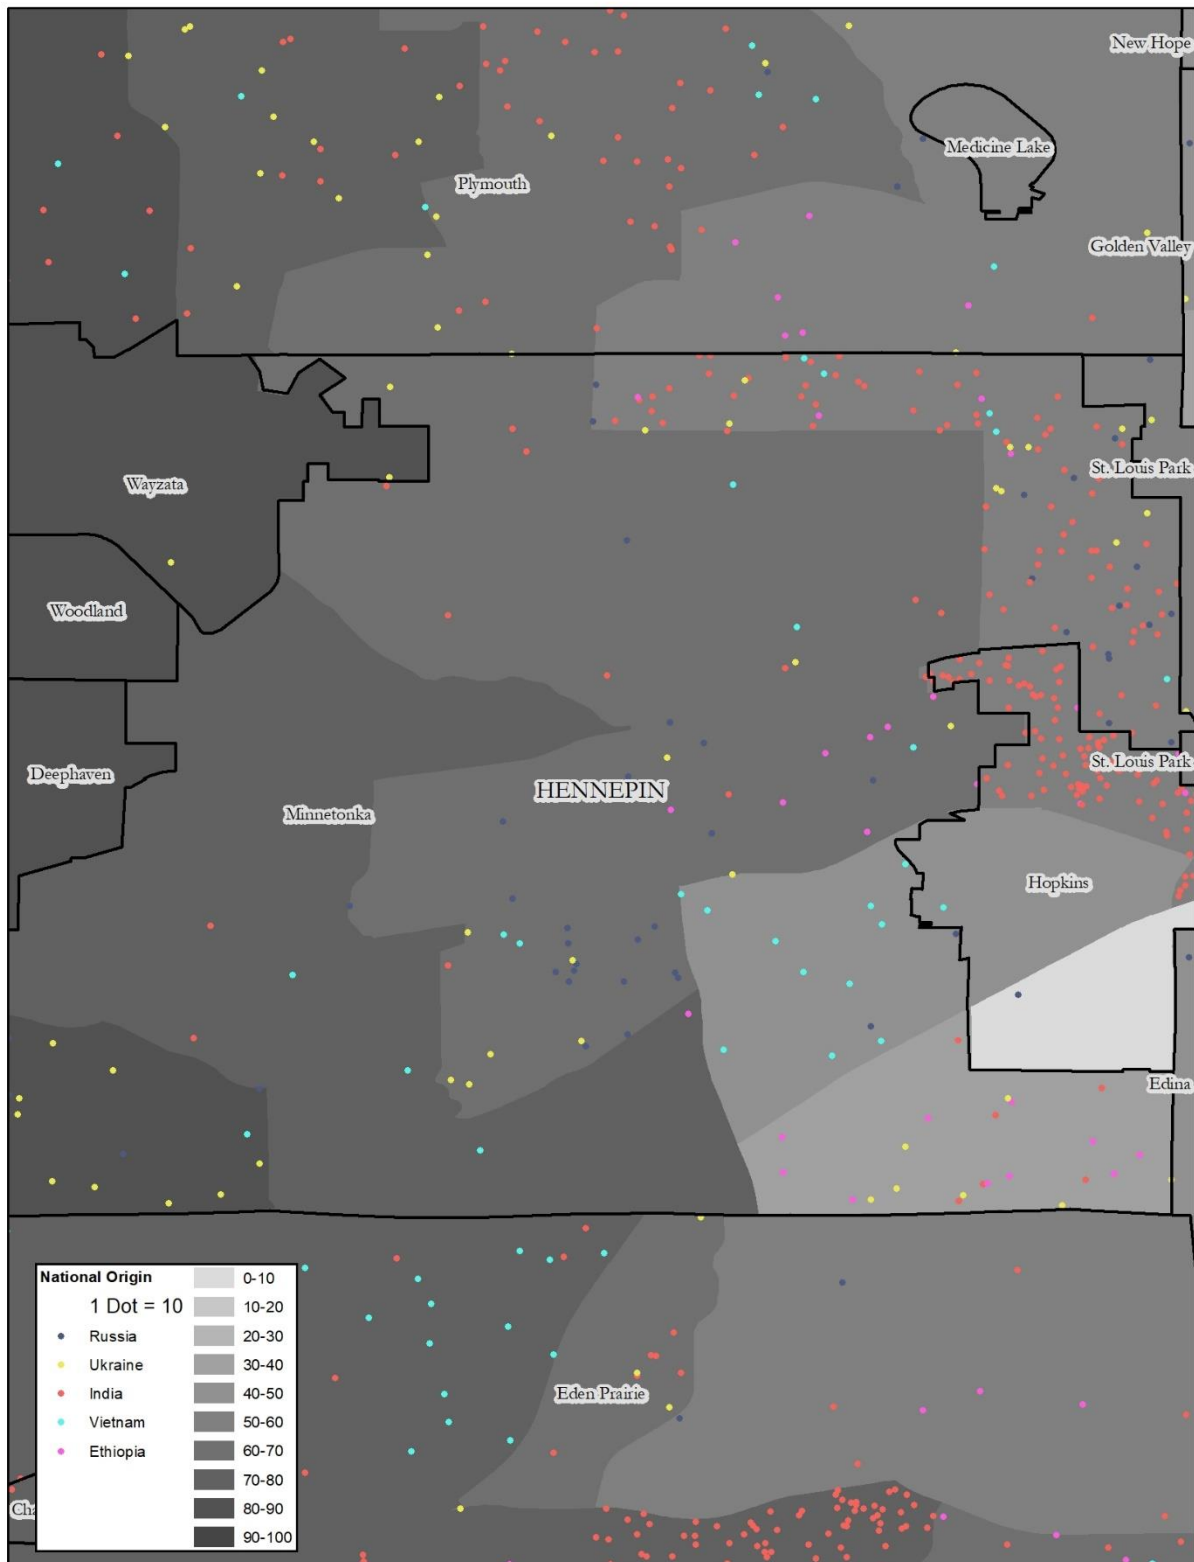 New Hope
Medicine Lake
Plymouth
Golden Valley
St. Louis Park
Wayzata
Woodland
Deephaven
HENNEPIN
St. Louis Park
Minnetonka
Hopkins
Edina
Eden Prairie
Cha
National Origin
1 Dot = 10
Russia
Ukraine
India
Vietnam
Ethiopia
0-10
10-20
20-30
30-40
40-50
50-60
60-70
70-80
80-90
90-100